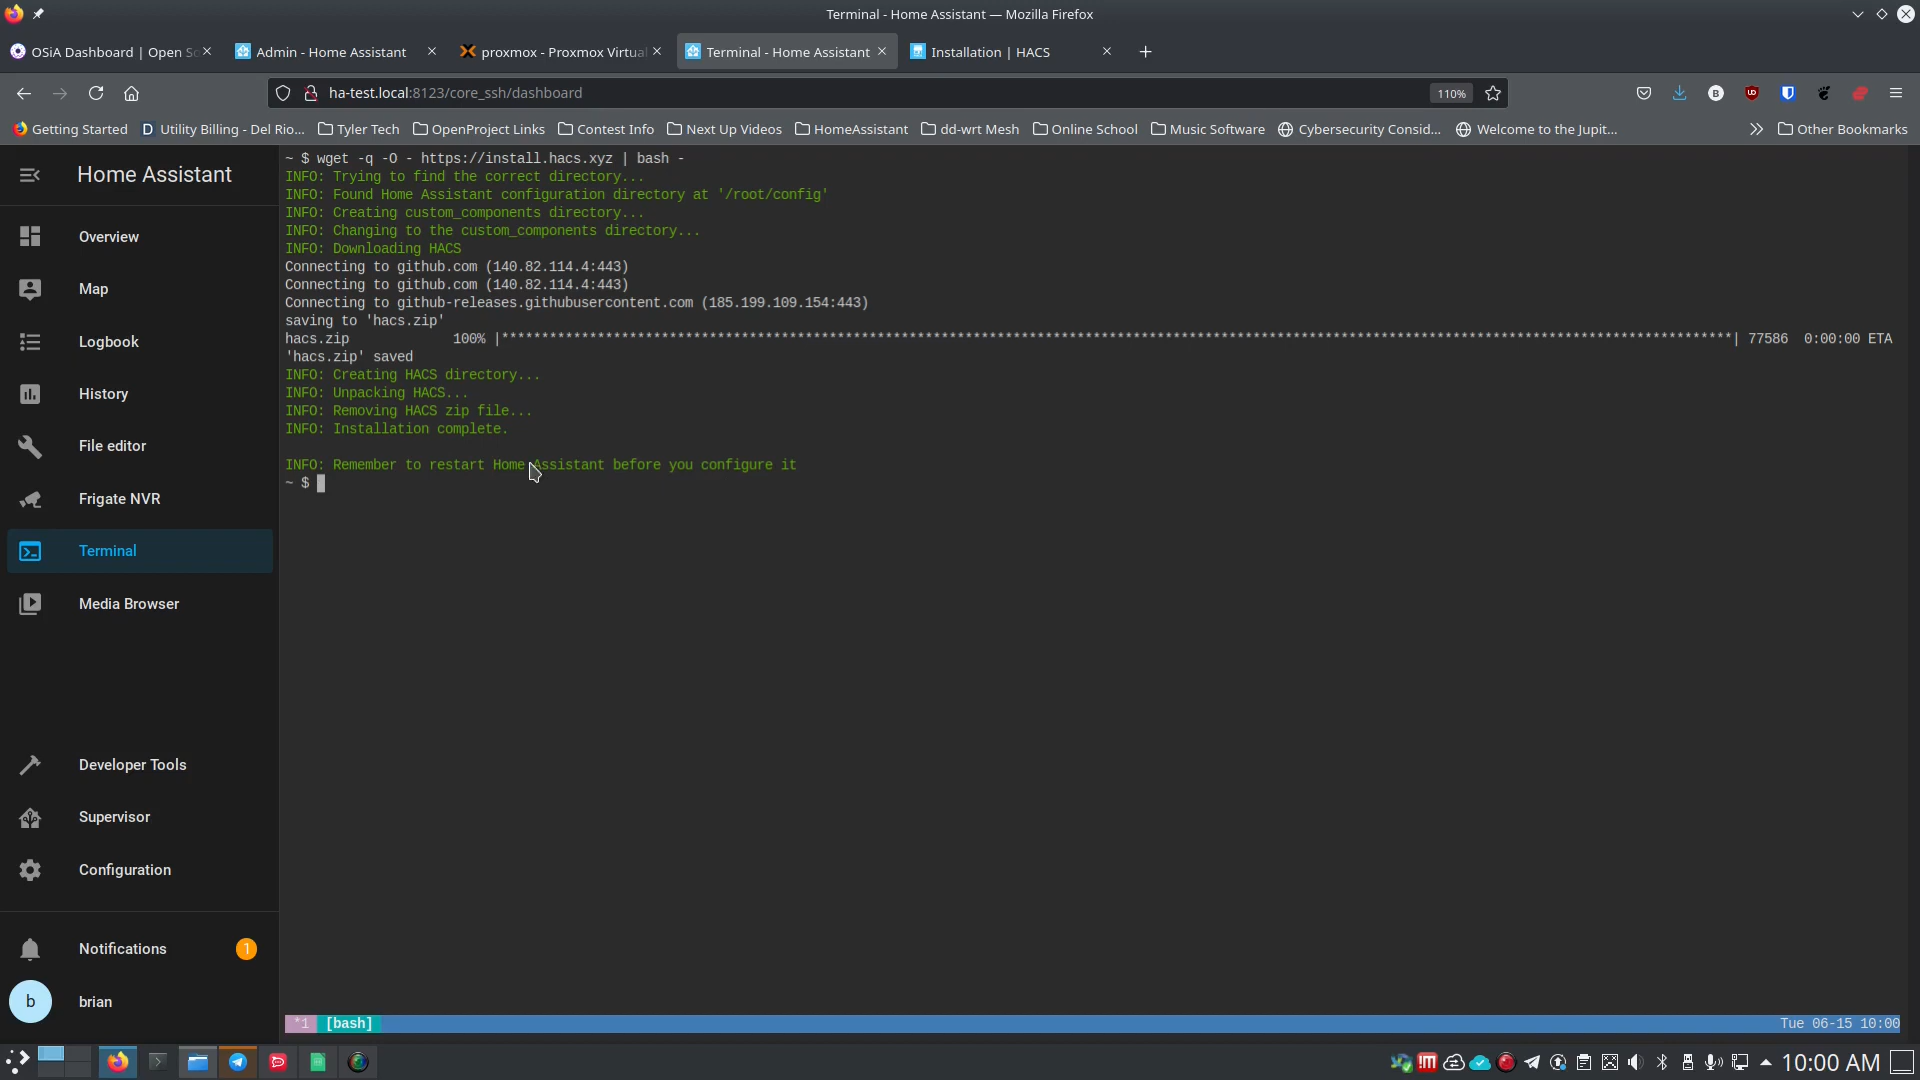 Terminal - Home Assistant — Mozilla Firefox
OSiA Dashboard | Open S
Admin - Home Assistant
proxmox - Proxmox Virtual
Terminal - Home Assistant
Installation | HACS
ha-test.local:8123/core_ssh/dashboard
110%
Getting Started
Utility Billing - Del Rio...
Tyler Tech
OpenProject Links
Contest Info
Next Up Videos
HomeAssistant
dd-wrt Mesh
Online School
Music Software
Cybersecurity Consid...
Welcome to the Jupit...
Other Bookmarks
Home Assistant
Overview
Map
Logbook
History
File editor
Frigate NVR
Terminal
Media Browser
Developer Tools
Supervisor
Configuration
Notifications
1
b
brian
~ $ wget -q -O - https://install.hacs.xyz | bash -
INFO: Trying to find the correct directory...
INFO: Found Home Assistant configuration directory at '/root/config'
INFO: Creating custom_components directory...
INFO: Changing to the custom_components directory...
INFO: Downloading HACS
Connecting to github.com (140.82.114.4:443)
Connecting to github.com (140.82.114.4:443)
Connecting to github-releases.githubusercontent.com (185.199.109.154:443)
saving to 'hacs.zip'
hacs.zip 100% |**********************************************************************************************************************************************************| 77586 0:00:00 ETA
'hacs.zip' saved
INFO: Creating HACS directory...
INFO: Unpacking HACS...
INFO: Removing HACS zip file...
INFO: Installation complete.
INFO: Remember to restart Home Assistant before you configure it
~ $
*1 [bash]
Tue 06-15 10:00
10:00 AM